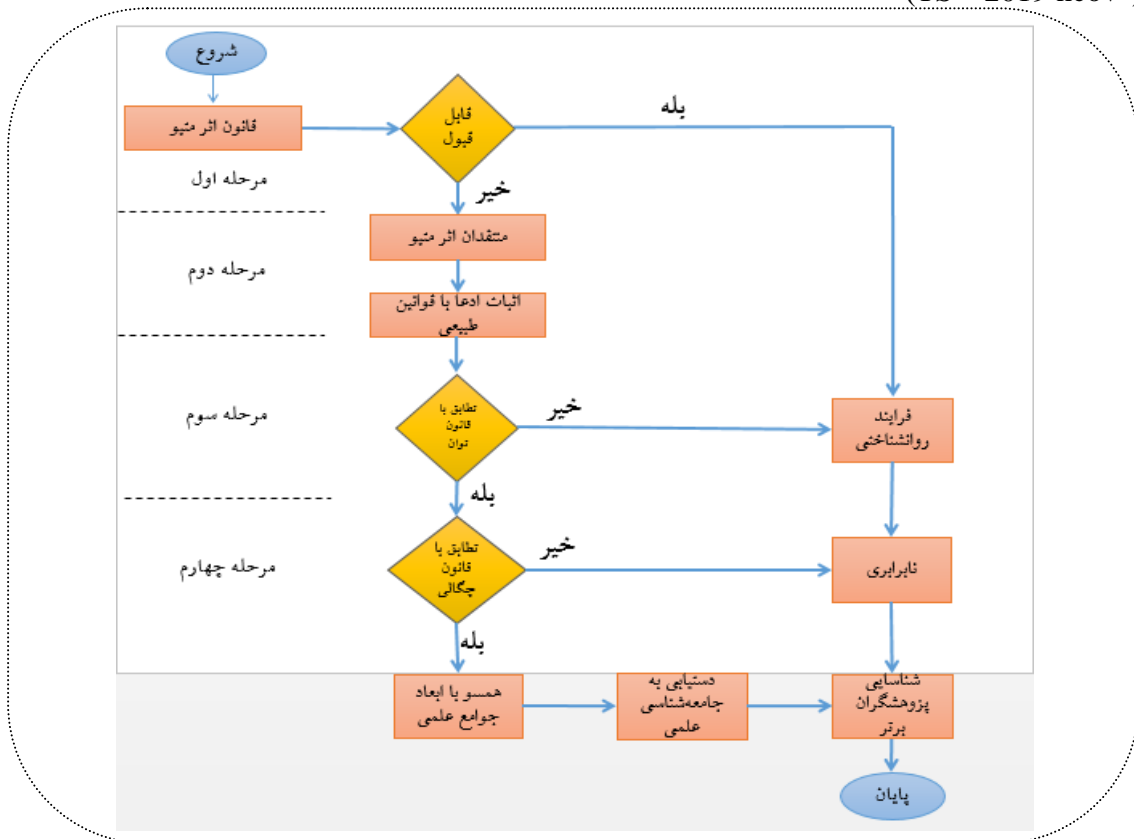 شروع
قانون اثر متیو
قابل
قبول
بله
مرحله اول
خیر
منتقدان اثر متیو
مرحله دوم
اثبات ادعا با قوانین
طبیعی
مرحله سوم
تطابق با
قانون
توان
خیر
فرایند
روانشناختی
بله
مرحله چهارم
تطابق با
قانون
چگالی
خیر
نابرابری
بله
همسو با ابعاد
جوامع علمی
دستیابی به
جامعه‌شناسی
علمی
شناسایی
پژوهشگران
برتر
پایان